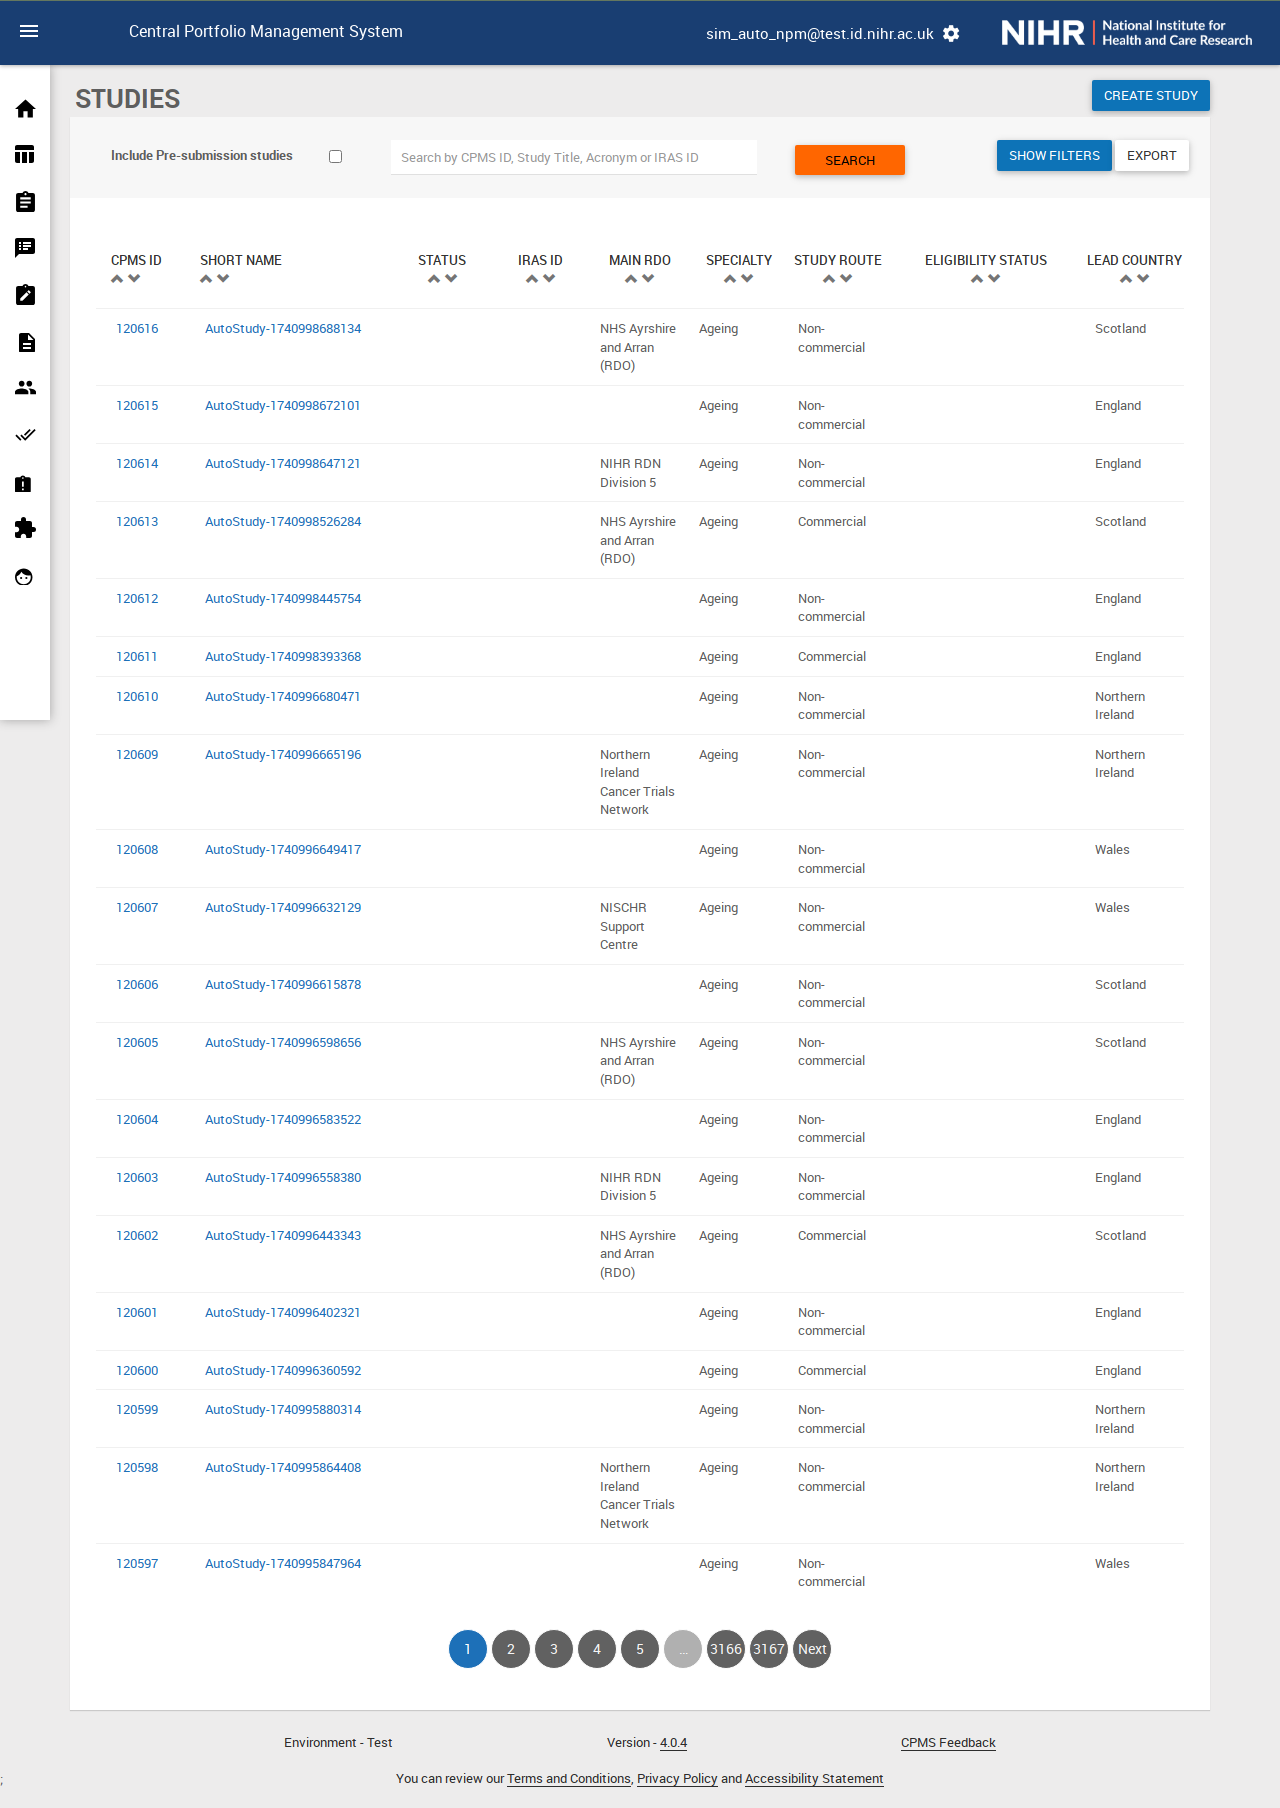 Central Portfolio Management System
sim_auto_npm@test.id.nihr.ac.uk
NIHR | National Institute for
Health and Care Research
STUDIES
CREATE STUDY
Include Pre-submission studies
Search by CPMS ID, Study Title, Acronym or IRAS ID
SEARCH
SHOW FILTERS EXPORT
CPMS ID SHORT NAME STATUS IRAS ID MAIN RDO SPECIALTY STUDY ROUTE ELIGIBILITY STATUS LEAD COUNTRY
120616 AutoStudy-1740998688134 NHS Ayrshire Ageing Non- Scotland
and Arran commercial
(RDO)
120615 AutoStudy-1740998672101 Ageing Non- England
commercial
120614 AutoStudy-1740998647121 NIHR RDN Ageing Non- England
Division 5 commercial
120613 AutoStudy-1740998526284 NHS Ayrshire Ageing Commercial Scotland
and Arran
(RDO)
120612 AutoStudy-1740998445754 Ageing Non- England
commercial
120611 AutoStudy-1740998393368 Ageing Commercial England
120610 AutoStudy-1740996680471 Ageing Non- Northern
commercial Ireland
120609 AutoStudy-1740996665196 Northern Ageing Non- Northern
Ireland commercial Ireland
Cancer Trials
Network
120608 AutoStudy-1740996649417 Ageing Non- Wales
commercial
120607 AutoStudy-1740996632129 NISCHR Ageing Non- Wales
Support commercial
Centre
120606 AutoStudy-1740996615878 Ageing Non- Scotland
commercial
120605 AutoStudy-1740996598656 NHS Ayrshire Ageing Non- Scotland
and Arran commercial
(RDO)
120604 AutoStudy-1740996583522 Ageing Non- England
commercial
120603 AutoStudy-1740996558380 NIHR RDN Ageing Non- England
Division 5 commercial
120602 AutoStudy-1740996443343 NHS Ayrshire Ageing Commercial Scotland
and Arran
(RDO)
120601 AutoStudy-1740996402321 Ageing Non- England
commercial
120600 AutoStudy-1740996360592 Ageing Commercial England
120599 AutoStudy-1740995880314 Ageing Non- Northern
commercial Ireland
120598 AutoStudy-1740995864408 Northern Ageing Non- Northern
Ireland commercial Ireland
Cancer Trials
Network
120597 AutoStudy-1740995847964 Ageing Non- Wales
commercial
1 2 3 4 5 ... 3166 3167 Next
Environment - Test Version - 4.0.4 CPMS Feedback
You can review our Terms and Conditions, Privacy Policy and Accessibility Statement
;